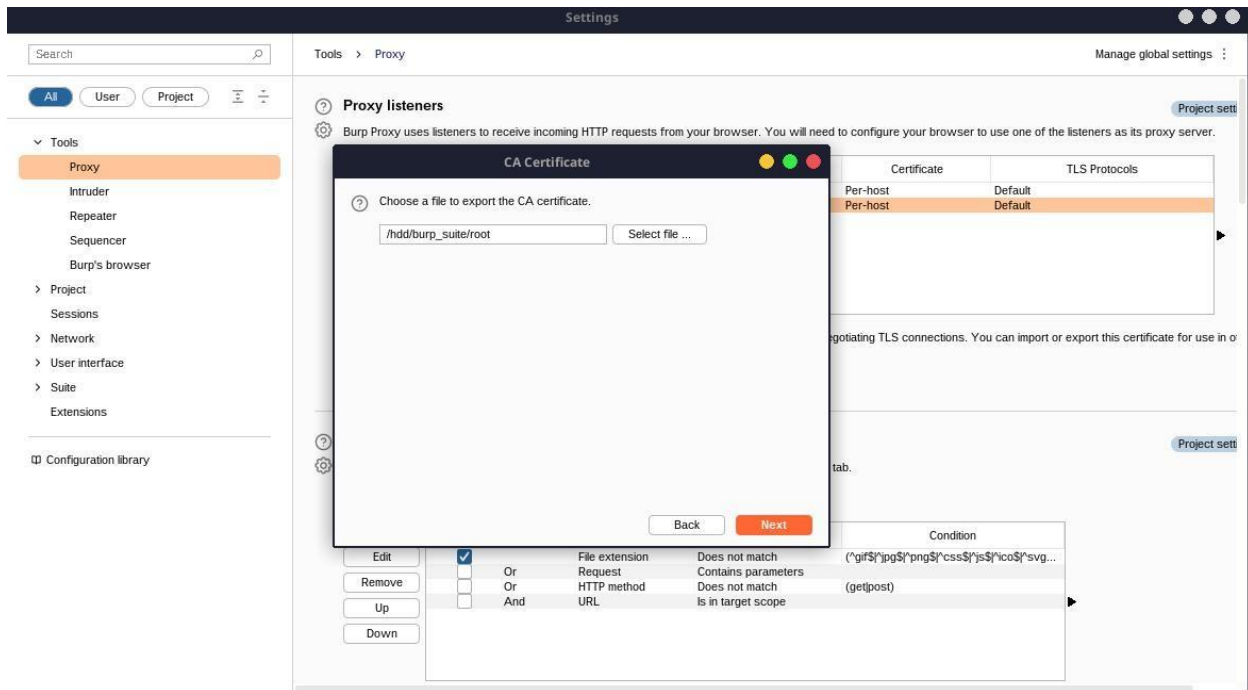 Settings
Search
Tools > Proxy
Manage global settings
All User Project
Tools
Proxy
Intruder
Repeater
Sequencer
Burp's browser
Project
Sessions
Network
User interface
Suite
Extensions
Configuration library
Proxy listeners
Project sett
Burp Proxy uses listeners to receive incoming HTTP requests from your browser. You will need to configure your browser to use one of the listeners as its proxy server.
Certificate TLS Protocols
Per-host Default
Per-host Default
CA Certificate
Choose a file to export the CA certificate.
/hdd/burp_suite/root Select file ...
Back Next
egotiating TLS connections. You can import or export this certificate for use in o
Project sett
tab.
Condition
Edit File extension Does not match (^gif$|^jpg$|^png$|^css$|^js$|^ico$|^svg...
Or Request Contains parameters
Remove Or HTTP method Does not match (get|post)
Up And URL Is in target scope
Down